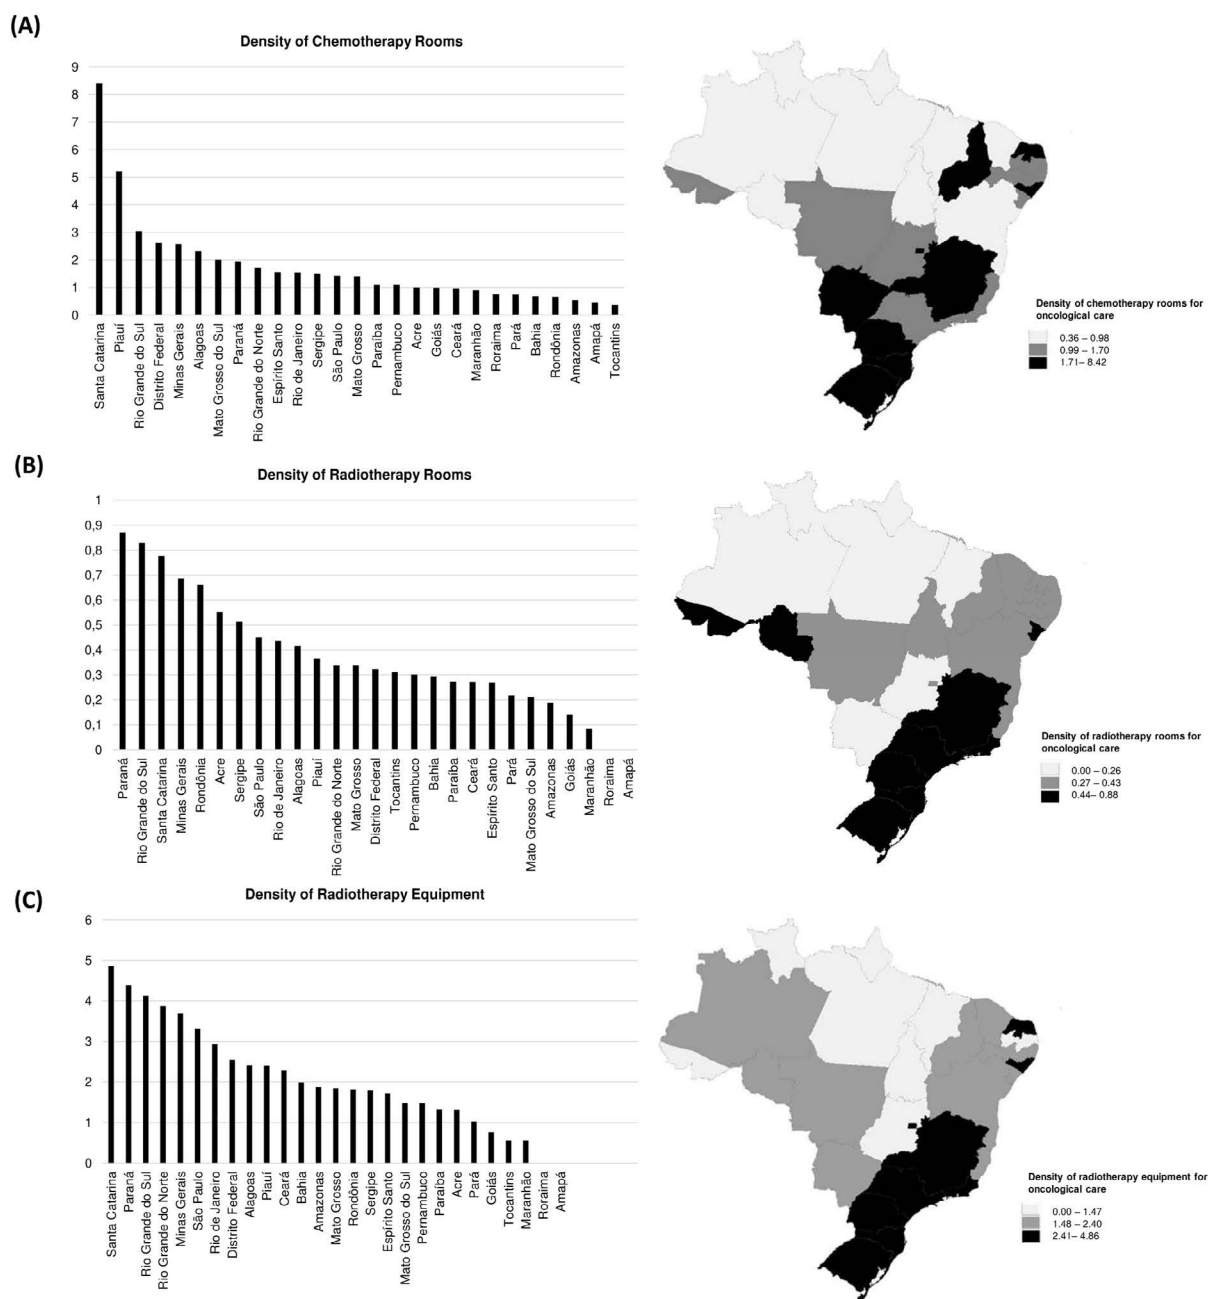 (A)
Density of Chemotherapy Rooms
9
8
7
6
5
4
3
2
1
0
Santa Catarina
Piauí
Rio Grande do Sul
Distrito Federal
Minas Gerais
Alagoas
Mato Grosso do Sul
Paraná
Rio Grande do Norte
Espírito Santo
Rio de Janeiro
Sergipe
São Paulo
Mato Grosso
Paraiba
Pernambuco
Acre
Goiás
Ceará
Maranhão
Roraima
Pará
Bahia
Rondônia
Amazonas
Amapá
Tocantins
Density of chemotherapy rooms for
oncological care
0.36 – 0.98
0.99 – 1.70
1.71– 8.42
(B)
Density of Radiotherapy Rooms
1
0,9
0,8
0,7
0,6
0,5
0,4
0,3
0,2
0,1
0
Paraná
Rio Grande do Sul
Santa Catarina
Minas Gerais
Rondônia
Acre
Sergipe
São Paulo
Rio de Janeiro
Alagoas
Piauí
Rio Grande do Norte
Mato Grosso
Distrito Federal
Tocantins
Pernambuco
Bahia
Paraiba
Ceará
Espírito Santo
Pará
Mato Grosso do Sul
Amazonas
Goiás
Maranhão
Roraima
Amapá
Density of radiotherapy rooms for
oncological care
0.00 – 0.26
0.27 – 0.43
0.44– 0.88
(C)
Density of Radiotherapy Equipment
6
5
4
3
2
1
0
Santa Catarina
Paraná
Rio Grande do Sul
Rio Grande do Norte
Minas Gerais
São Paulo
Rio de Janeiro
Distrito Federal
Alagoas
Piauí
Ceará
Bahia
Amazonas
Mato Grosso
Rondônia
Sergipe
Espírito Santo
Mato Grosso do Sul
Pernambuco
Paraiba
Acre
Pará
Goiás
Tocantins
Maranhão
Roraima
Amapá
Density of radiotherapy equipment for
oncological care
0.00 – 1.47
1.48 – 2.40
2.41– 4.86